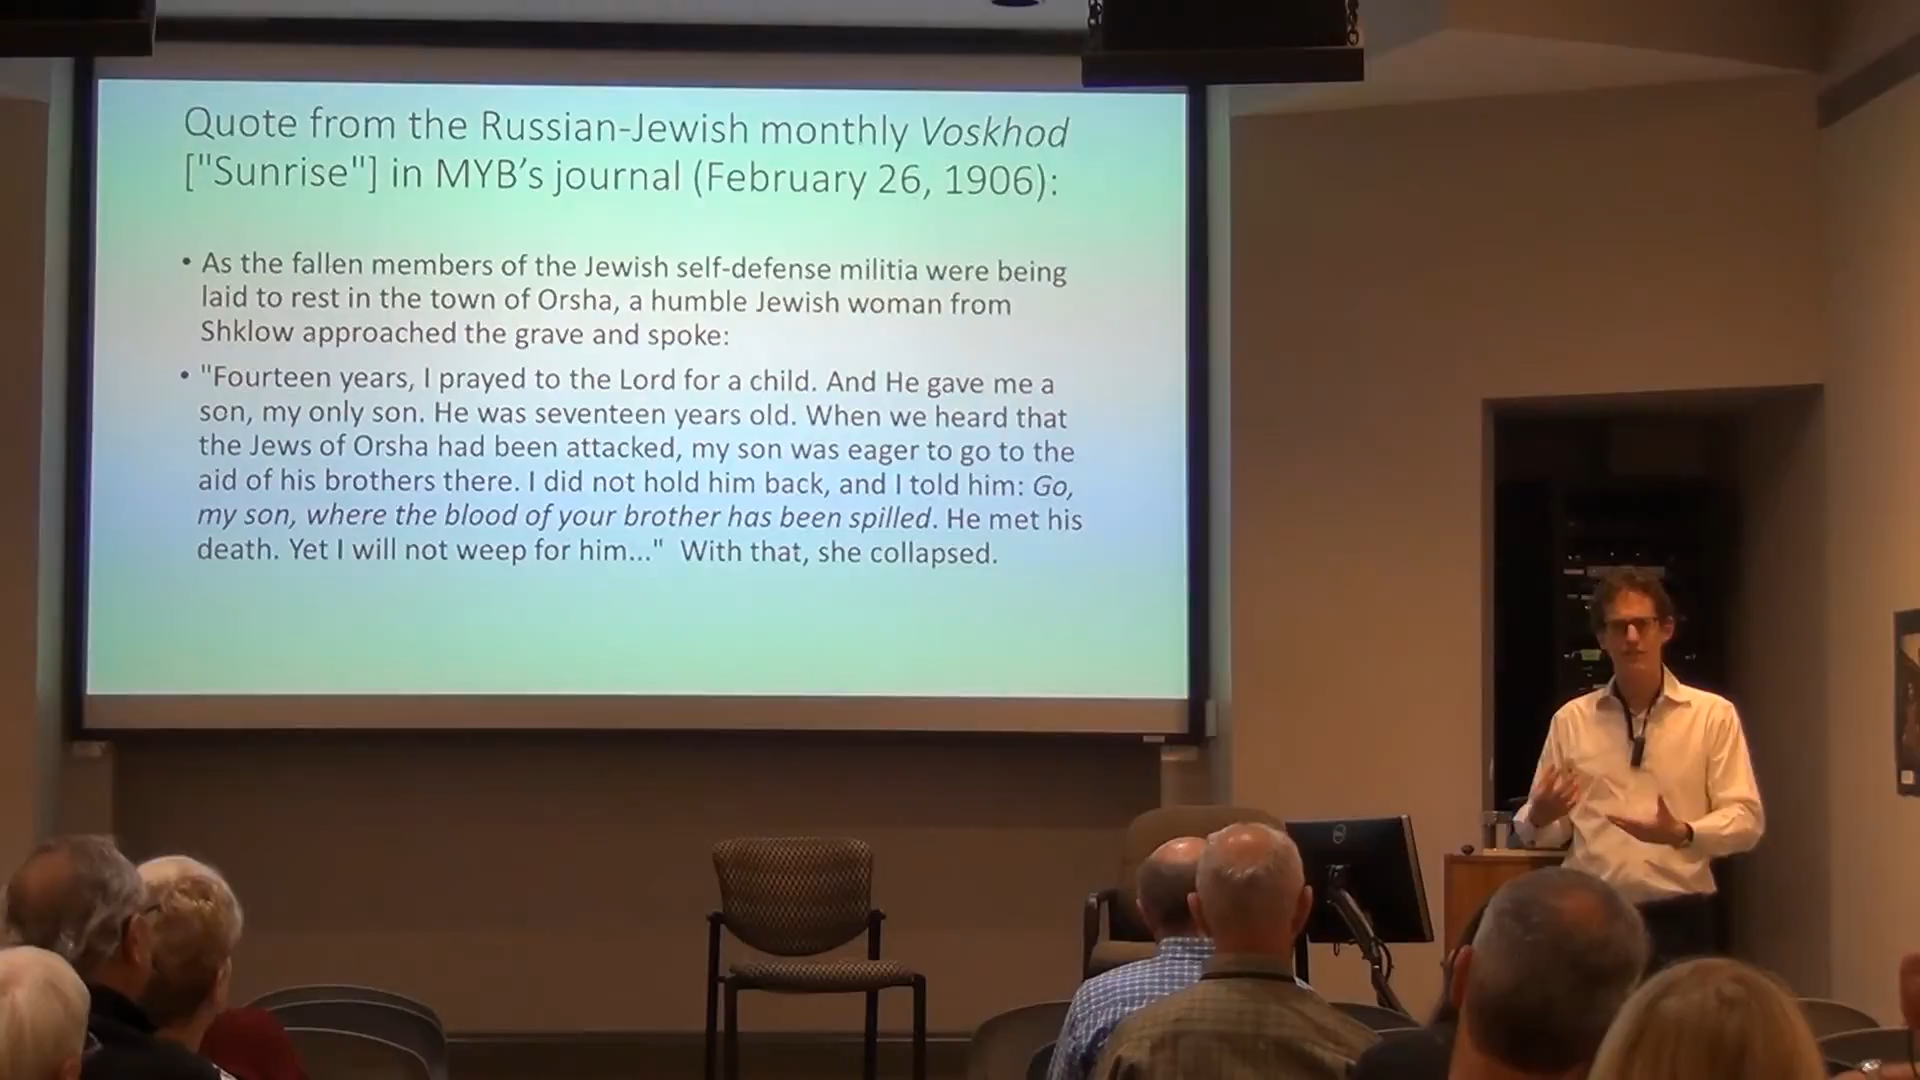 Quote from the Russian-Jewish monthly Voskhod
["Sunrise"] in MYB's journal (February 26, 1906):
• As the fallen members of the Jewish self-defense militia were being
laid to rest in the town of Orsha, a humble Jewish woman from
Shklow approached the grave and spoke:
• "Fourteen years, I prayed to the Lord for a child. And He gave me a
son, my only son. He was seventeen years old. When we heard that
the Jews of Orsha had been attacked, my son was eager to go to the
aid of his brothers there. I did not hold him back, and I told him: Go,
my son, where the blood of your brother has been spilled. He met his
death. Yet I will not weep for him..." With that, she collapsed.
DELL